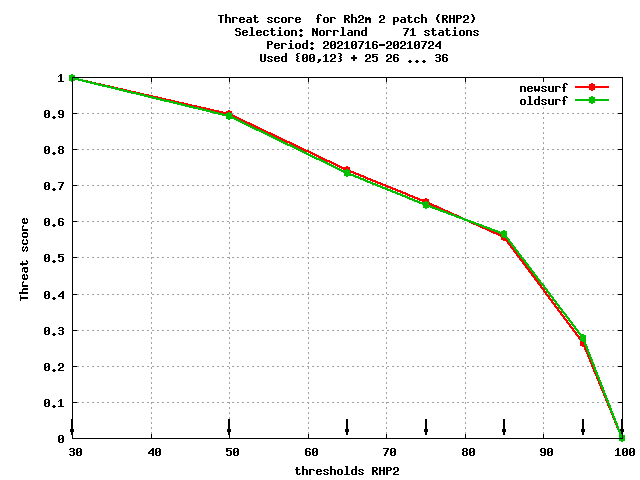 Threat score  for Rh2m 2 patch (RHP2)
Selection: Norrland     71 stations
Period: 20210716-20210724
Used {00,12} + 25 26 ... 36
newsurf
oldsurf
1
0.9
0.8
0.7
0.6
0.5
0.4
0.3
0.2
0.1
0
Threat score
30 40 50 60 70 80 90 100
thresholds RHP2